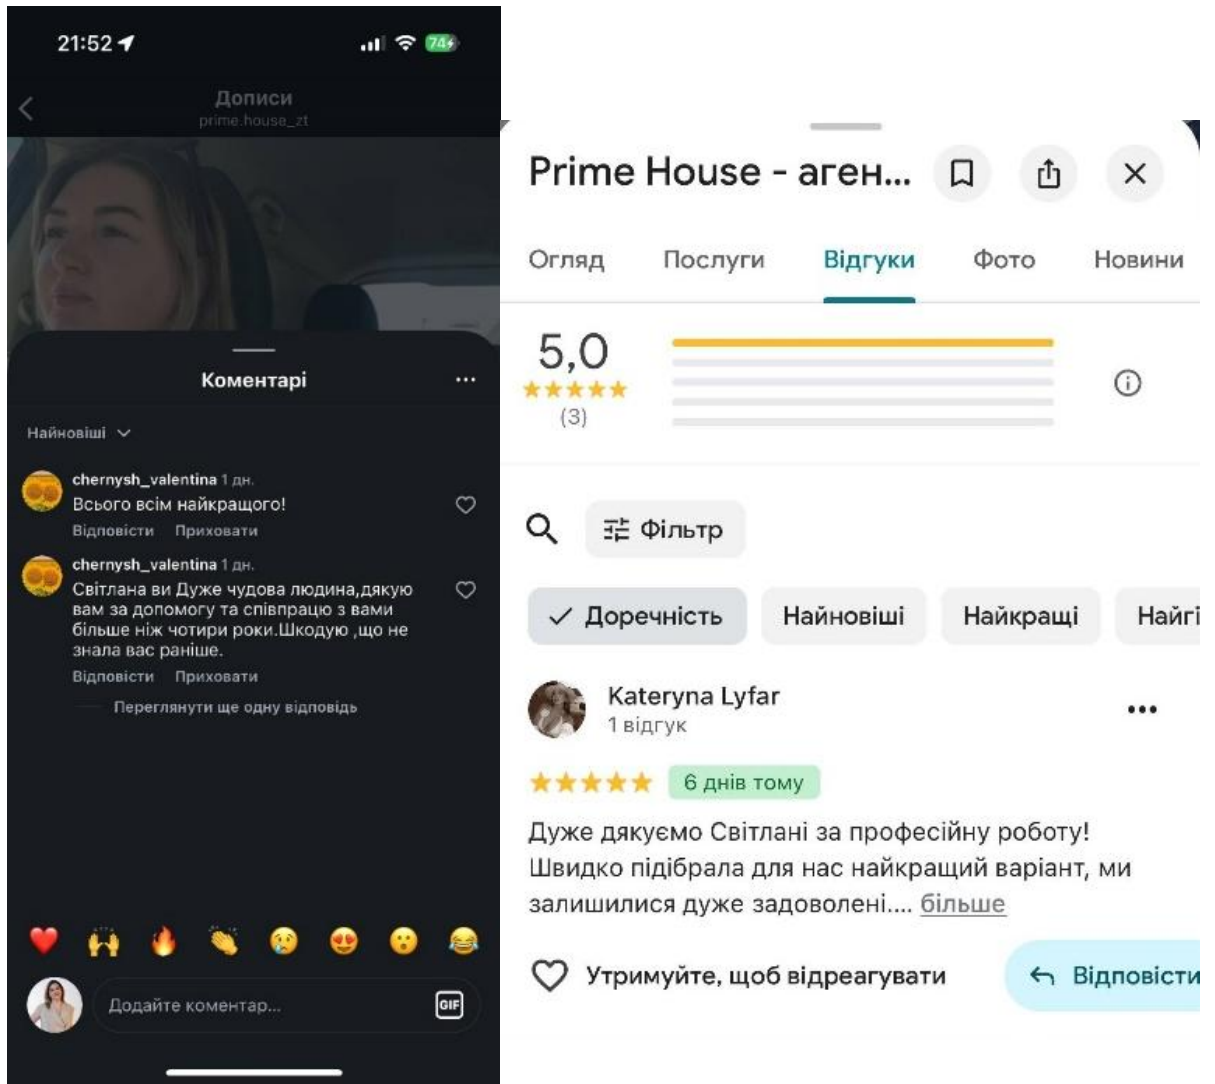 21:52
74
Дописи
prime.house_zt
Коментарі
Найновіші
chernysh_valentina 1 дн.
Всього всім найкращого!
Відповісти Приховати
chernysh_valentina 1 дн.
Світлана ви Дуже чудова людина,дякую
вам за допомогу та співпрацю з вами
більше ніж чотири роки.Шкодую ,що не
знала вас раніше.
Відповісти Приховати
Переглянути ще одну відповідь
Додайте коментар...
GIF
Prime House - аген...
Огляд Послуги Відгуки Фото Новини
5,0
(3)
Фільтр
Доречність Найновіші Найкращі Найгі
Kateryna Lyfar
1 відгук
6 днів тому
Дуже дякуємо Світлані за професійну роботу!
Швидко підібрала для нас найкращий варіант, ми
залишилися дуже задоволені.... більше
Утримуйте, щоб відреагувати
Відповісти